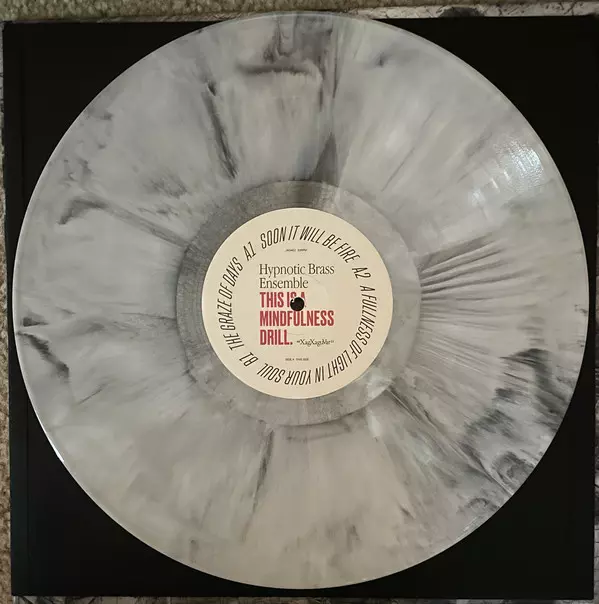 A1 SOON IT WILL BE FIRE A2 A FULLNESS OF LIGHT IN YOUR SOUL B1 THE GRAZE OF DAYS
Hypnotic Brass
Ensemble
THIS IS A
MINDFULNESS
DRILL.